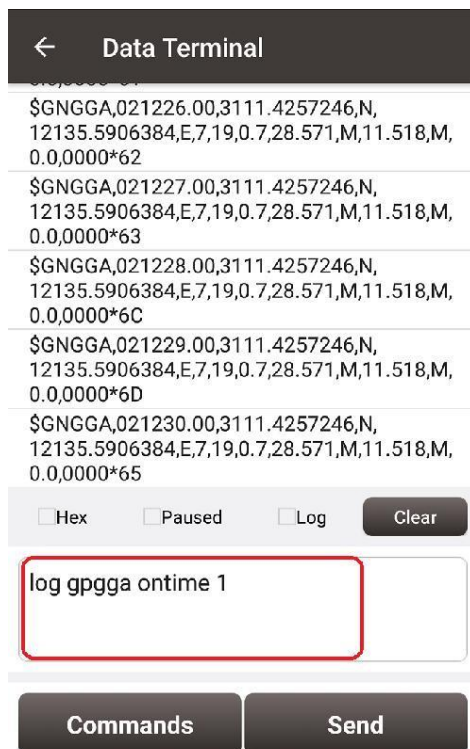 Data Terminal
$GNGGA,021226.00,3111.4257246,N,
12135.5906384,E,7,19,0.7,28.571,M,11.518,M,
0.0,0000*62
$GNGGA,021227.00,3111.4257246,N,
12135.5906384,E,7,19,0.7,28.571,M,11.518,M,
0.0,0000*63
$GNGGA,021228.00,3111.4257246,N,
12135.5906384,E,7,19,0.7,28.571,M,11.518,M,
0.0,0000*6C
$GNGGA,021229.00,3111.4257246,N,
12135.5906384,E,7,19,0.7,28.571,M,11.518,M,
0.0,0000*6D
$GNGGA,021230.00,3111.4257246,N,
12135.5906384,E,7,19,0.7,28.571,M,11.518,M,
0.0,0000*65
Hex Paused Log Clear
log gpgga ontime 1
Commands Send